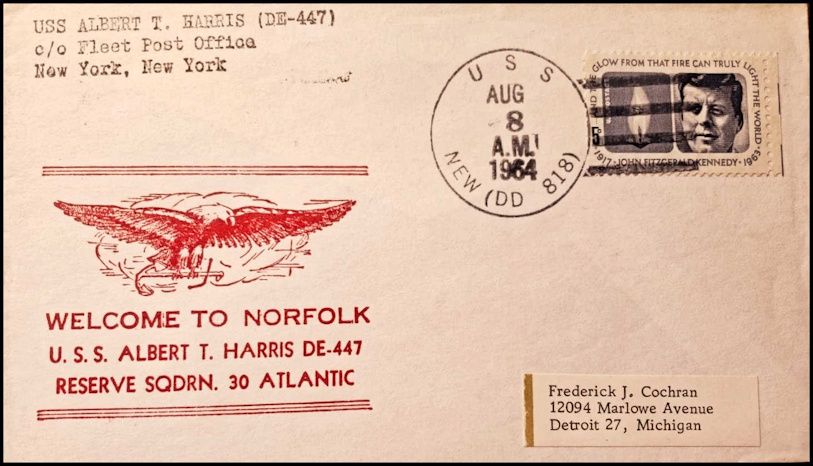 USS ALBERT T. HARRIS (DE-447)
c/o Fleet Post Office
New York, New York
USS
AUG
8
A.M.
1964
NEW (DD 818)
AND THE GLOW FROM THAT FIRE CAN TRULY LIGHT THE WORLD
5¢
1917·JOHN FITZGERALD KENNEDY·1963
WELCOME TO NORFOLK
U. S. S. ALBERT T. HARRIS DE-447
RESERVE SQDRN. 30 ATLANTIC
Frederick J. Cochran
12094 Marlowe Avenue
Detroit 27, Michigan